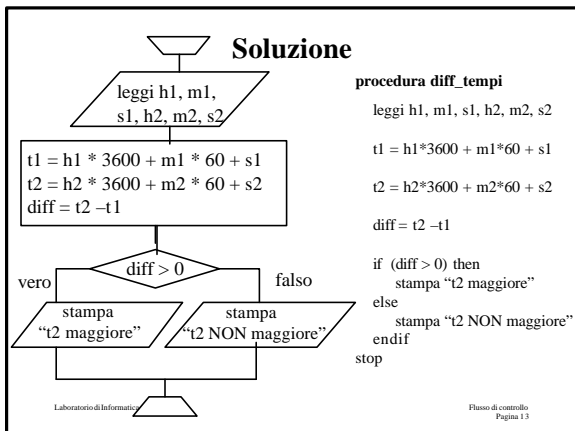 Soluzione
leggi h1, m1,
s1, h2, m2, s2
t1 = h1 * 3600 + m1 * 60 + s1
t2 = h2 * 3600 + m2 * 60 + s2
diff = t2 –t1
diff > 0
vero
falso
stampa
“t2 maggiore”
stampa
“t2 NON maggiore”
procedura diff_tempi
leggi h1, m1, s1, h2, m2, s2
t1 = h1*3600 + m1*60 + s1
t2 = h2*3600 + m2*60 + s2
diff = t2 –t1
if (diff > 0) then
stampa “t2 maggiore”
else
stampa “t2 NON maggiore”
endif
stop
Laboratorio di Informatica
Flusso di controllo
Pagina 13